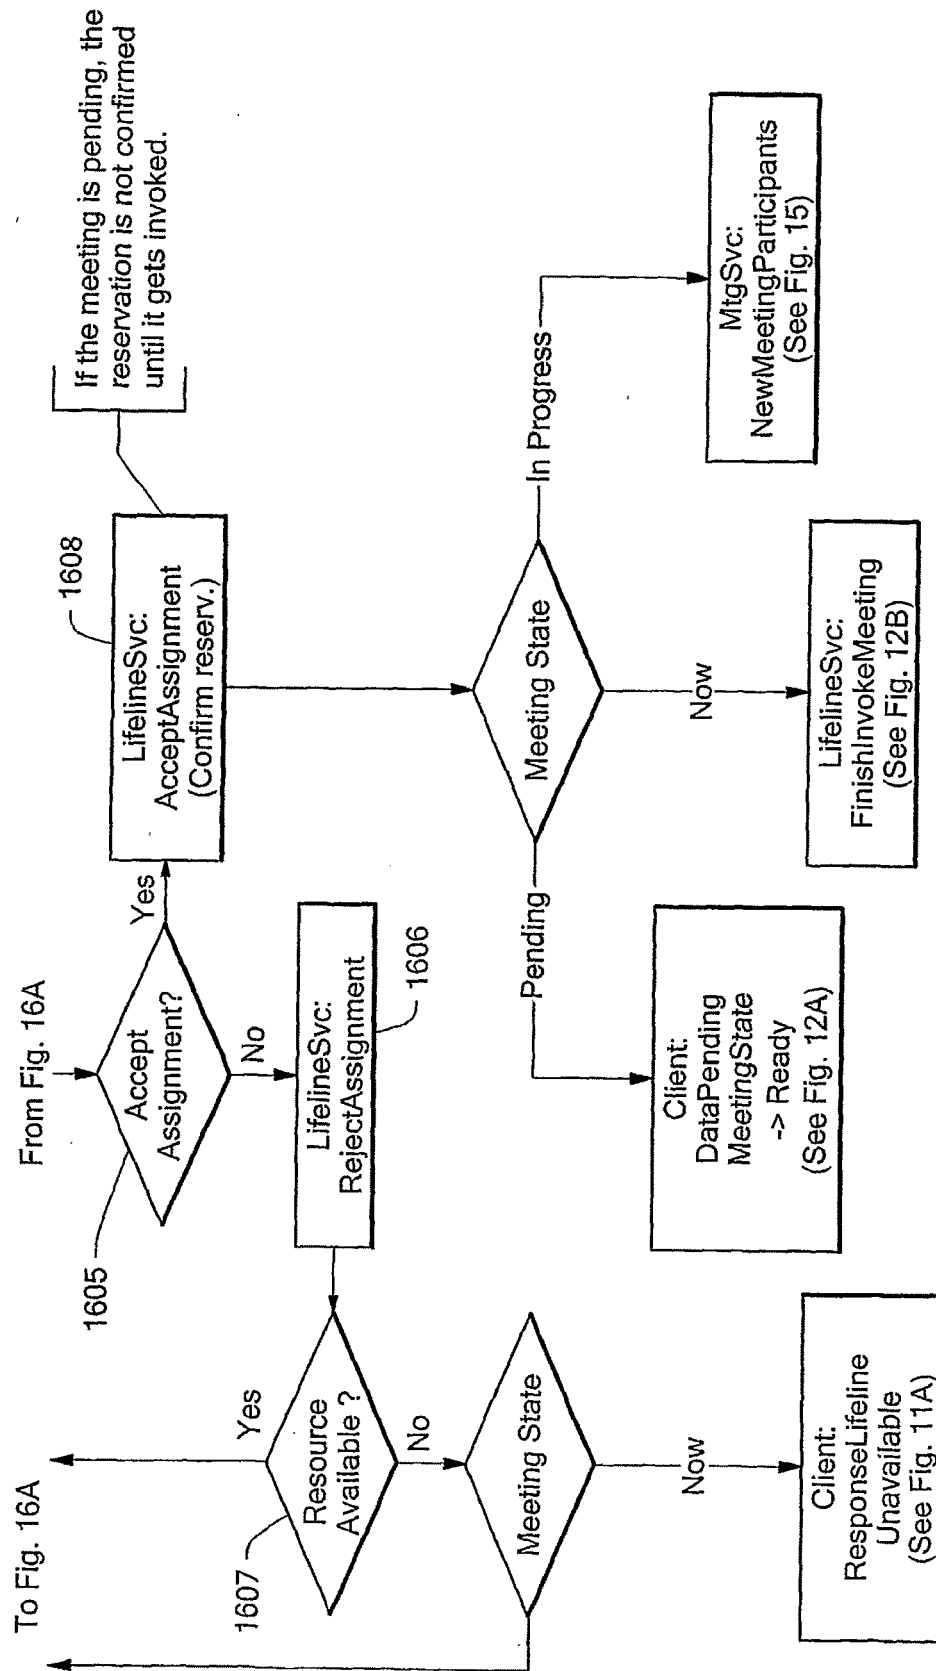 To Fig. 16A
From Fig. 16A
1605
Accept
Assignment?
Yes
No
1608
LifelineSvc:
AcceptAssignment
(Confirm reserv.)
If the meeting is pending, the
reservation is not confirmed
until it gets invoked.
1607
Resource
Available ?
Yes
No
LifelineSvc:
RejectAssignment
1606
Meeting State
Now
Client:
ResponseLifeline
Unavailable
(See Fig. 11A)
Meeting State
Pending
Now
In Progress
Client:
DataPending
MeetingState
-> Ready
(See Fig. 12A)
LifelineSvc:
FinishInvokeMeeting
(See Fig. 12B)
MtgSvc:
NewMeetingParticipants
(See Fig. 15)